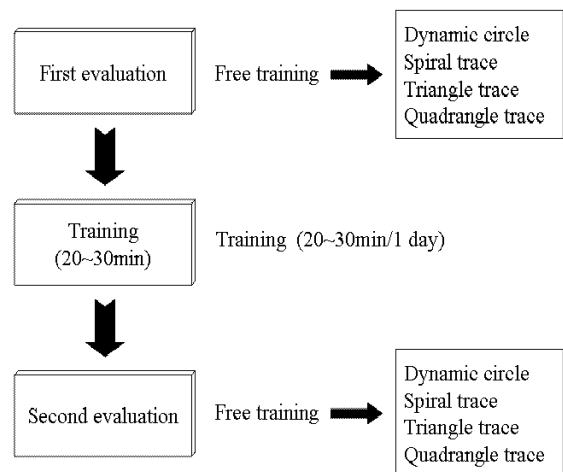 First evaluation
Free training
Dynamic circle
Spiral trace
Triangle trace
Quadrangle trace
Training
(20~30min)
Training (20~30min/1 day)
Second evaluation
Free training
Dynamic circle
Spiral trace
Triangle trace
Quadrangle trace